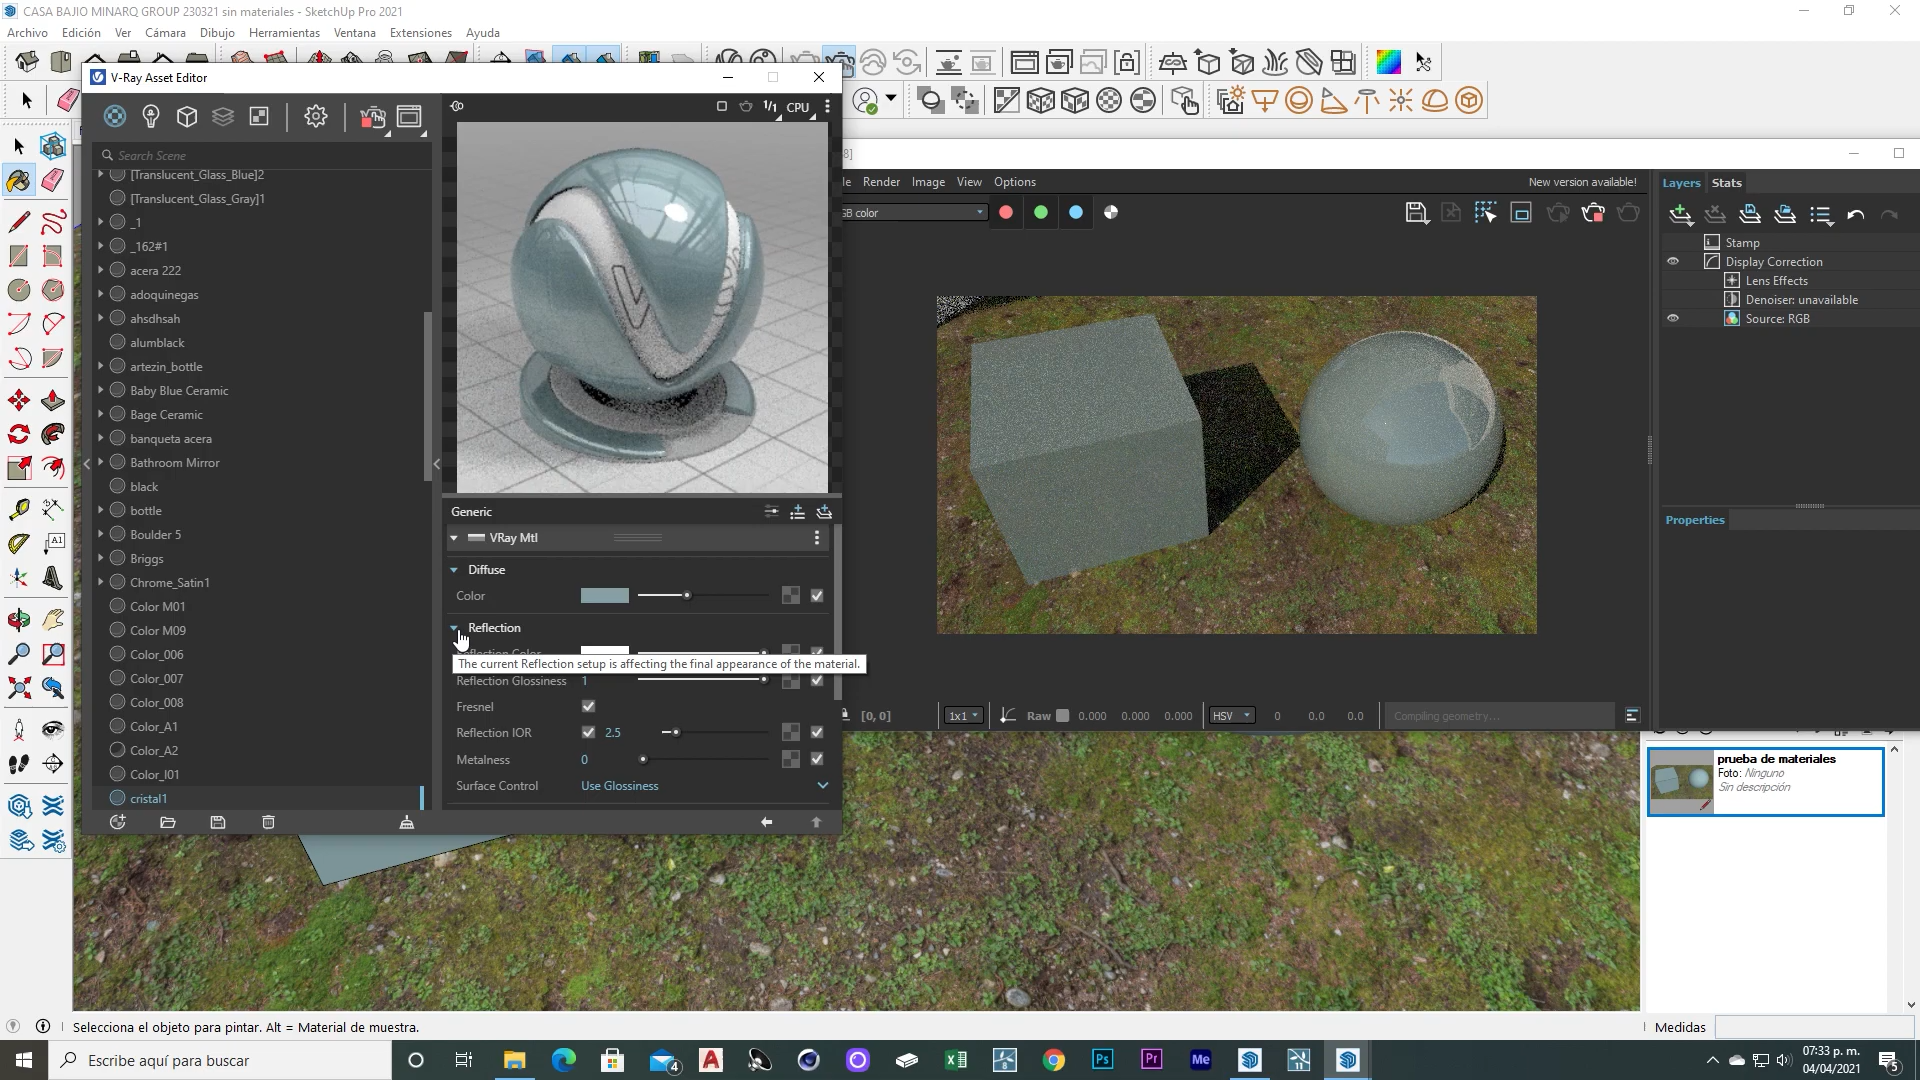 CASA BAJIO MINARQ GROUP 230321 sin materiales - SketchUp Pro 2021
Archivo Edición Ver Cámara Dibujo Herramientas Ventana Extensiones Ayuda
V-Ray Asset Editor
1/1 CPU
Search Scene
[Translucent_Glass_Blue]2
[Translucent_Glass_Gray]1
_1
_162#1
acera 222
adoquinegas
ahsdhsah
alumblack
artezin_bottle
Baby Blue Ceramic
Bage Ceramic
banqueta acera
Bathroom Mirror
black
bottle
Boulder 5
Briggs
Chrome_Satin1
Color M01
Color M09
Color_006
Color_007
Color_008
Color_A1
Color_A2
Color_I01
cristal1
Generic
VRay Mtl
Diffuse
Color
Reflection
Reflection Color
The current Reflection setup is affecting the final appearance of the material.
Reflection Glossiness 1
Fresnel
Reflection IOR 2.5
Metalness 0
Surface Control Use Glossiness
Render Image View Options
New version available!
GB color
[0, 0] 1x1 Raw 0.000 0.000 0.000 HSV 0 0.0 0.0 Compiling geometry...
Layers Stats
Stamp
Display Correction
Lens Effects
Denoiser: unavailable
Source: RGB
Properties
prueba de materiales
Foto: Ninguno
Sin descripción
Selecciona el objeto para pintar. Alt = Material de muestra.
Medidas
Escribe aquí para buscar
07:33 p. m.
04/04/2021